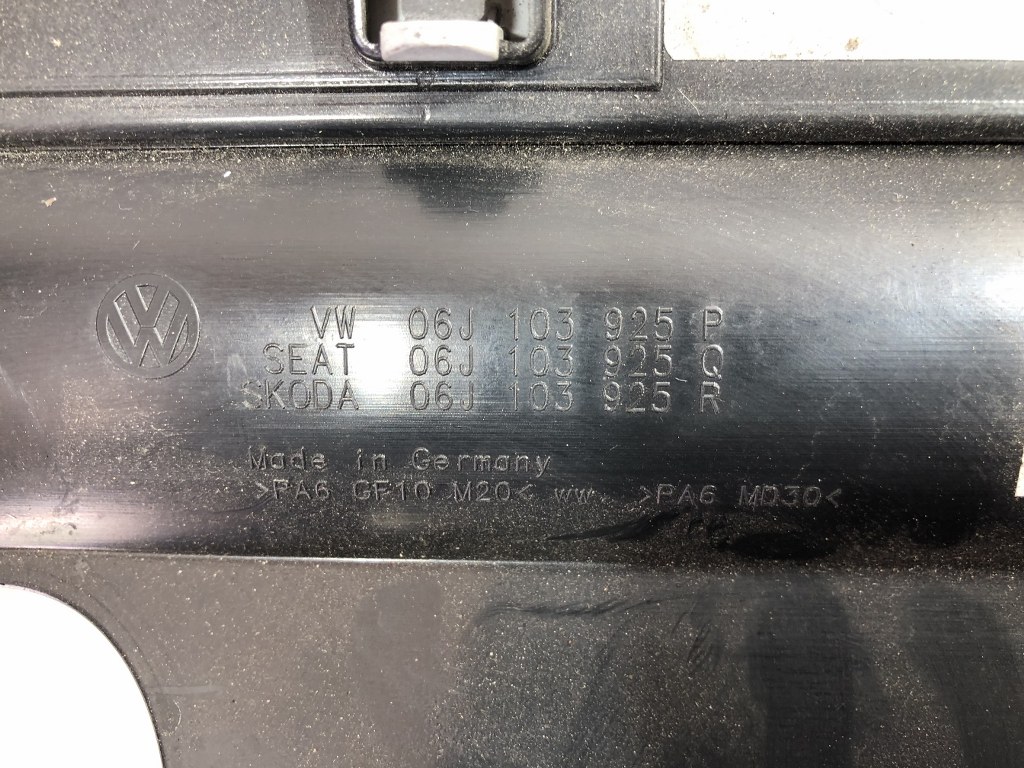 VW 06J 103 925 P
SEAT 06J 103 925 Q
SKODA 06J 103 925 R
Made in Germany
>PA6 GF10 M20< ww. >PA6 MD30<